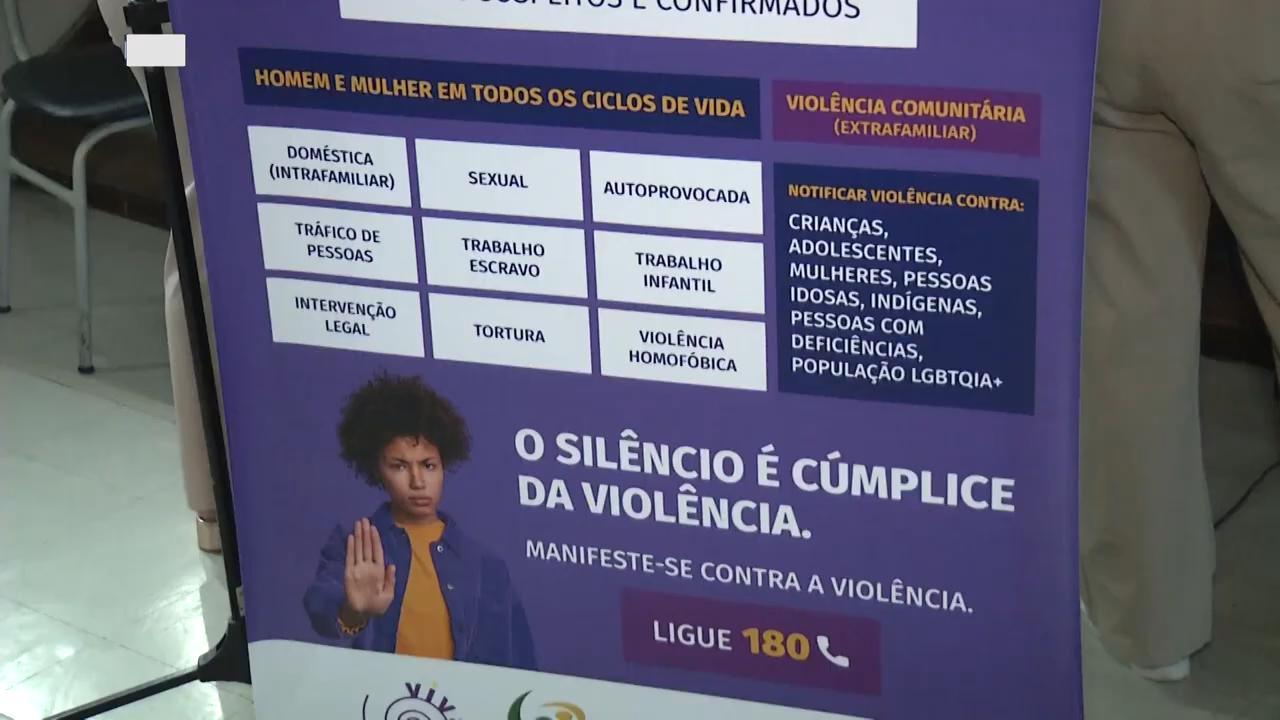 SUSPEITOS E CONFIRMADOS
HOMEM E MULHER EM TODOS OS CICLOS DE VIDA
DOMÉSTICA
(INTRAFAMILIAR)
SEXUAL
AUTOPROVOCADA
TRÁFICO DE
PESSOAS
TRABALHO
ESCRAVO
TRABALHO
INFANTIL
INTERVENÇÃO
LEGAL
TORTURA
VIOLÊNCIA
HOMOFÓBICA
VIOLÊNCIA COMUNITÁRIA
(EXTRAFAMILIAR)
NOTIFICAR VIOLÊNCIA CONTRA:
CRIANÇAS,
ADOLESCENTES,
MULHERES, PESSOAS
IDOSAS, INDÍGENAS,
PESSOAS COM
DEFICIÊNCIAS,
POPULAÇÃO LGBTQIA+
O SILÊNCIO É CÚMPLICE
DA VIOLÊNCIA.
MANIFESTE-SE CONTRA A VIOLÊNCIA.
LIGUE 180